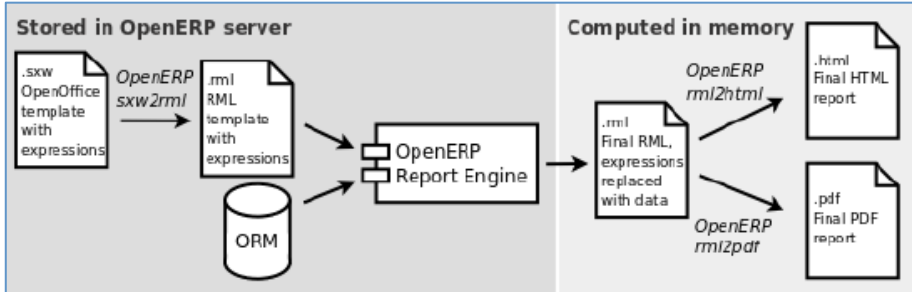 Stored in OpenERP server
.sxw
OpenOffice
template
with
expressions
OpenERP
sxw2rml
.rml
RML
template
with
expressions
ORM
OpenERP
Report Engine
Computed in memory
.rml
Final RML,
expressions
replaced
with data
OpenERP
rml2html
.html
Final HTML
report
OpenERP
rml2pdf
.pdf
Final PDF
report